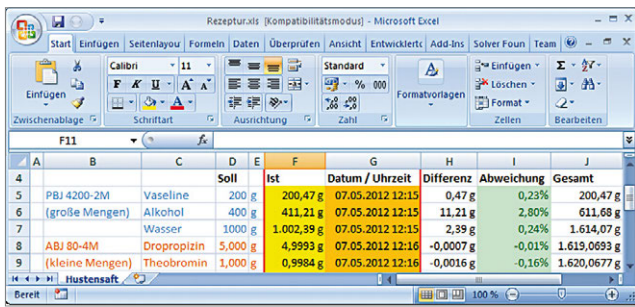 Rezeptur.xls [Kompatibilitätsmodus] - Microsoft Excel
Start Einfügen Seitenlayou Formeln Daten Überprüfen Ansicht Entwicklertc Add-Ins Solver Foun Team
Calibri 11 Standard
F K U A A % 000
Einfügen Formatvorlagen Einfügen Löschen Format
Zwischenablage Schriftart Ausrichtung Zahl Zellen Bearbeiten
F11 fx
A B C D E F G H I J
4 Soll Ist Datum / Uhrzeit Differenz Abweichung Gesamt
5 PBJ 4200-2M Vaseline 200 g 200,47 g 07.05.2012 12:15 0,47 g 0,23% 200,47 g
6 (große Mengen) Alkohol 400 g 411,21 g 07.05.2012 12:15 11,21 g 2,80% 611,68 g
7 Wasser 1000 g 1.002,39 g 07.05.2012 12:15 2,39 g 0,24% 1.614,07 g
8 ABJ 80-4M Dropropizin 5,000 g 4,9993 g 07.05.2012 12:16 -0,0007 g -0,01% 1.619,0693 g
9 (kleine Mengen) Theobromin 1,000 g 0,9984 g 07.05.2012 12:16 -0,0016 g -0,16% 1.620,0677 g
Hustensaft
Bereit 100 %